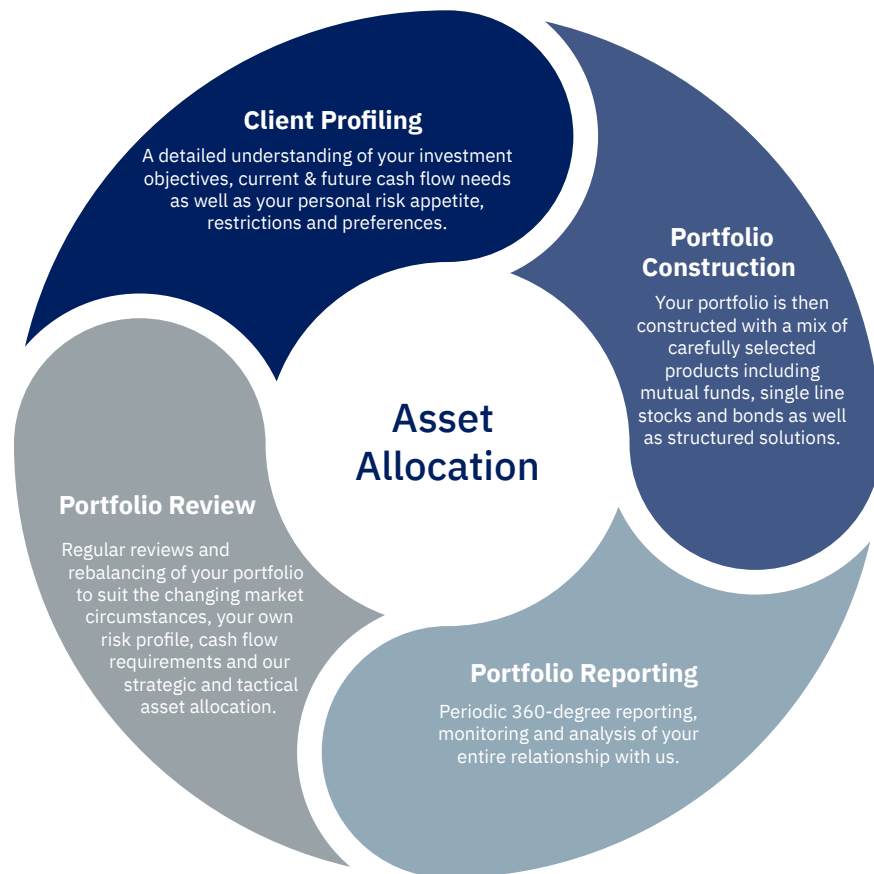 Client Profiling
A detailed understanding of your investment
objectives, current & future cash flow needs
as well as your personal risk appetite,
restrictions and preferences.
Portfolio
Construction
Your portfolio is then
constructed with a mix of
carefully selected
products including
mutual funds, single line
stocks and bonds as well
as structured solutions.
Asset
Allocation
Portfolio Reporting
Periodic 360-degree reporting,
monitoring and analysis of your
entire relationship with us.
Portfolio Review
Regular reviews and
rebalancing of your portfolio
to suit the changing market
circumstances, your own
risk profile, cash flow
requirements and our
strategic and tactical
asset allocation.